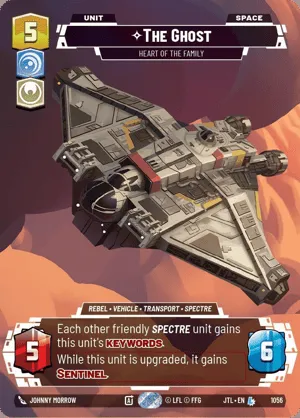 UNIT
SPACE
5
THE GHOST
HEART OF THE FAMILY
REBEL • VEHICLE • TRANSPORT • SPECTRE
Each other friendly SPECTRE unit gains
this unit's KEYWORDS.
While this unit is upgraded, it gains
SENTINEL.
5
6
JOHNNY MORROW
© LFL © FFG
JTL • EN
1056